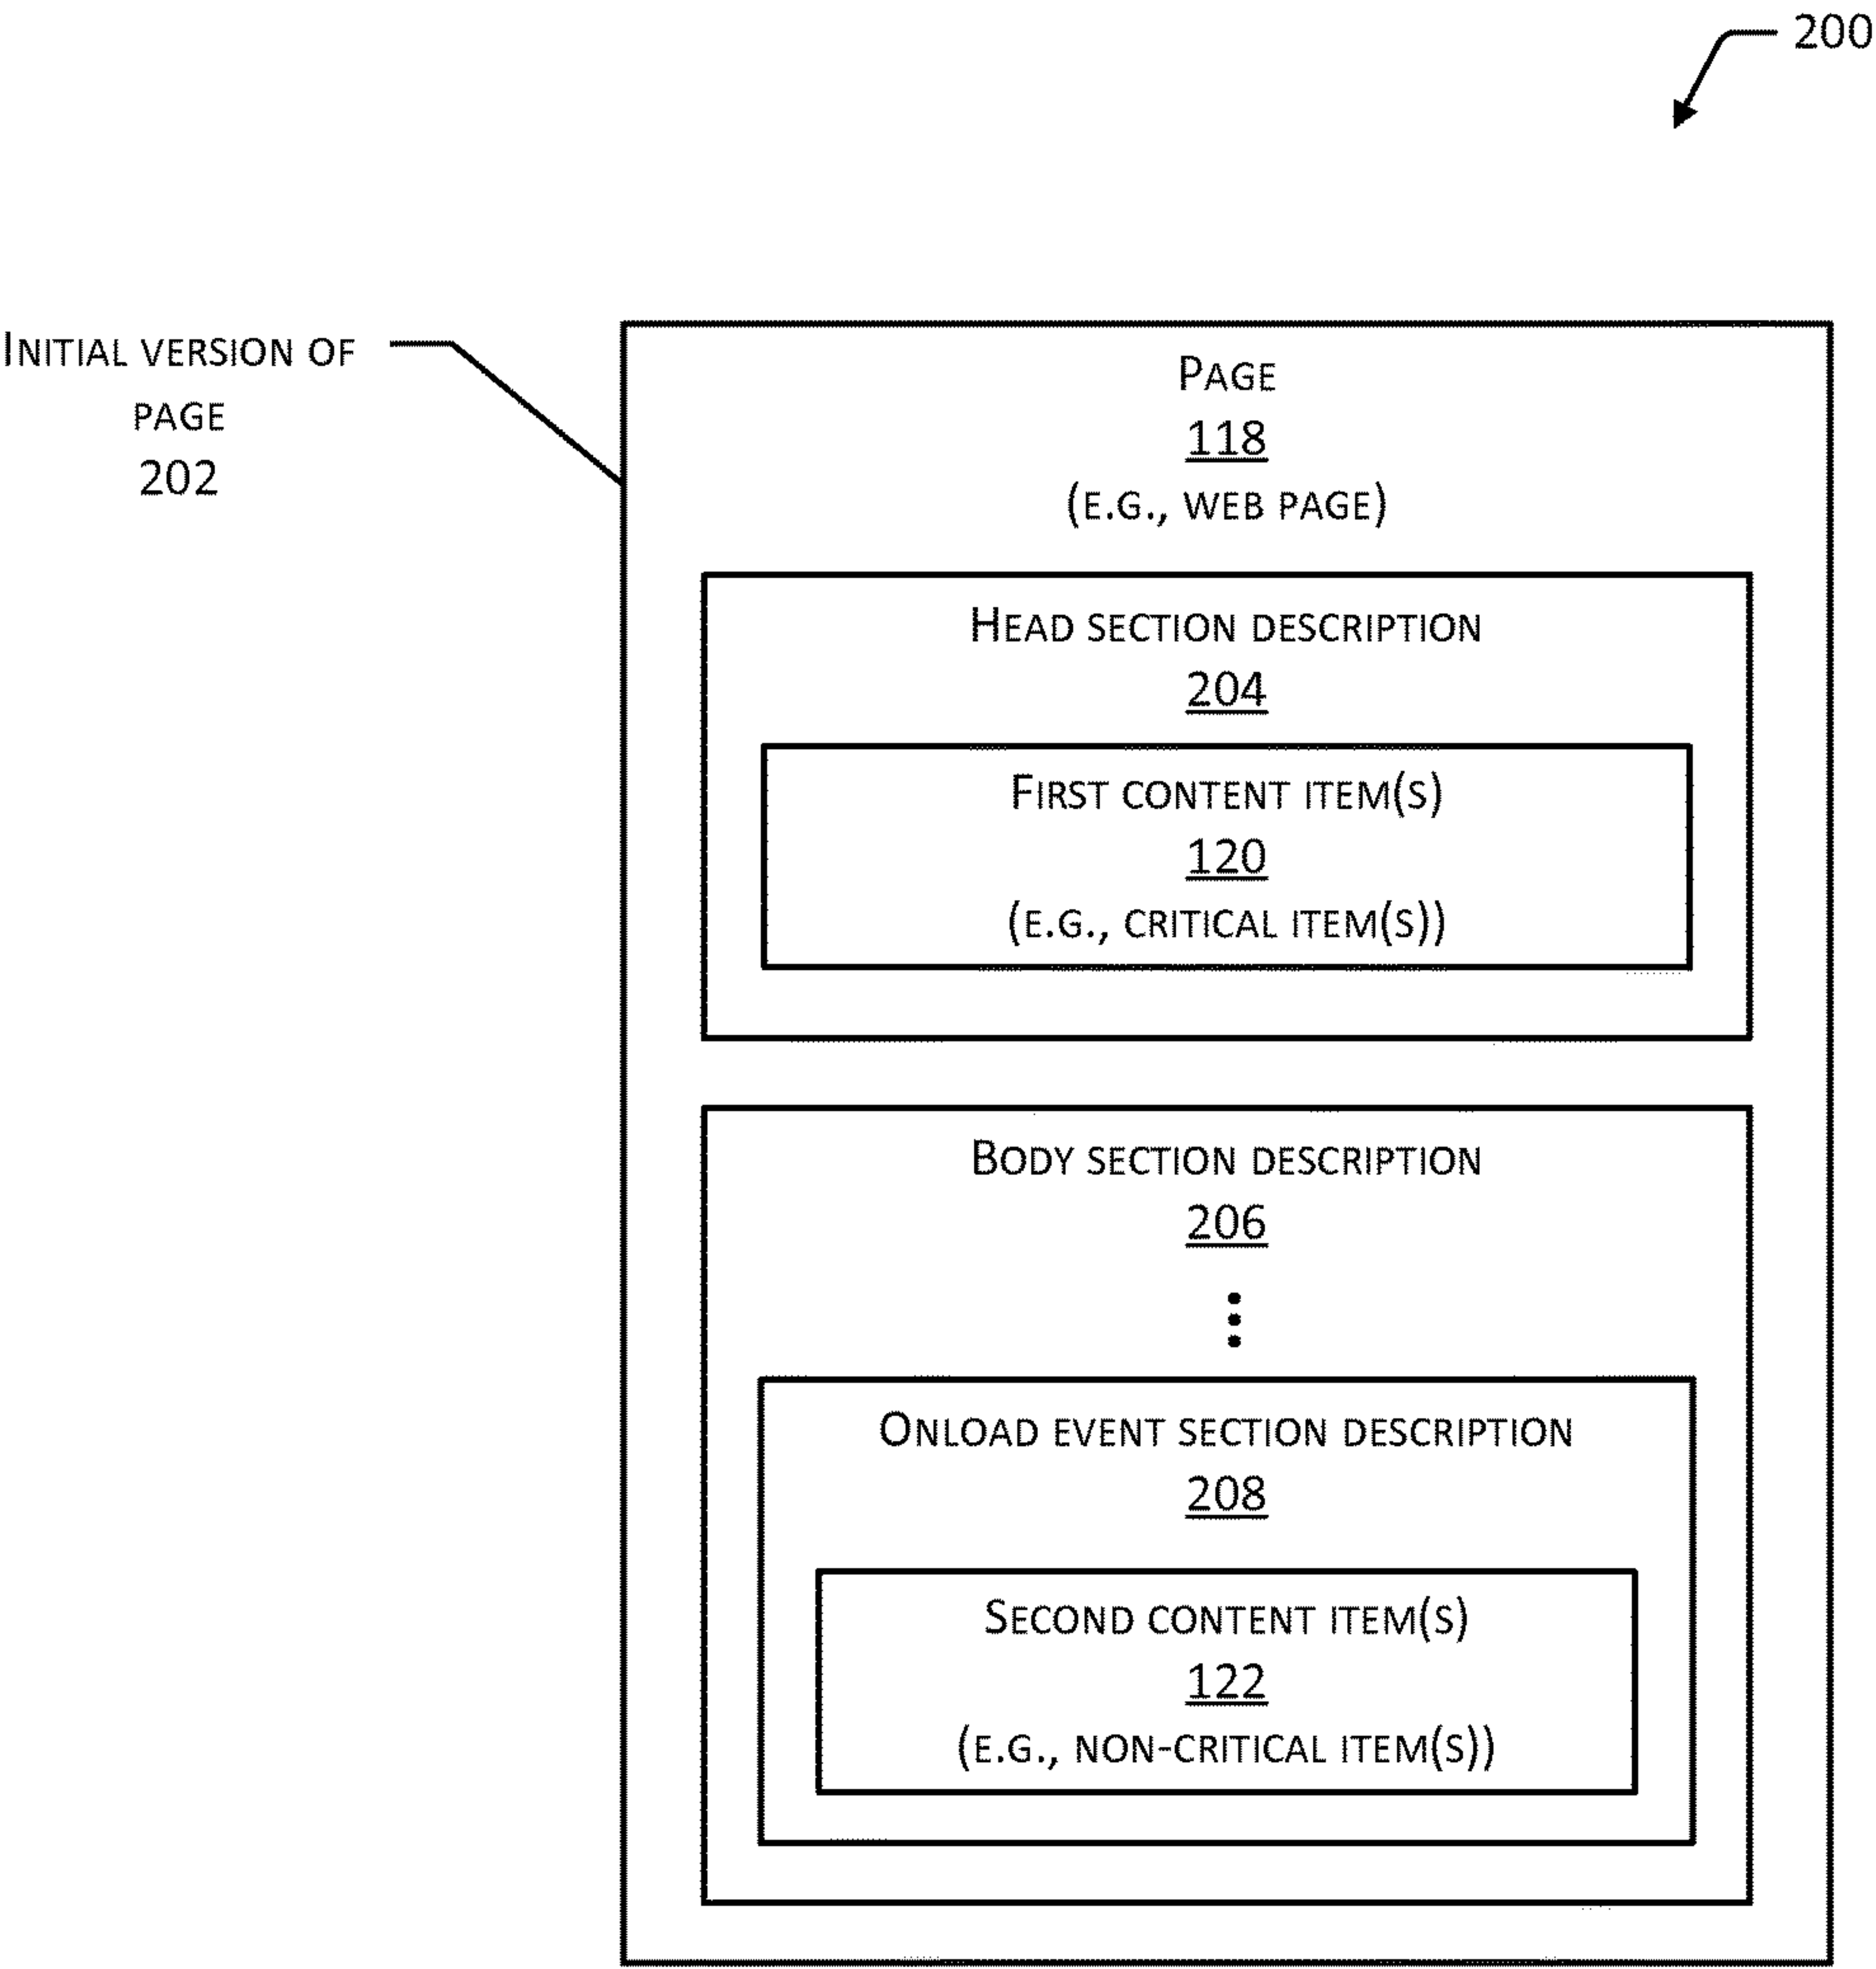 200
Initial version of
page
202
Page
118
(e.g., web page)
Head section description
204
First content item(s)
120
(e.g., critical item(s))
Body section description
206
Onload event section description
208
Second content item(s)
122
(e.g., non-critical item(s))